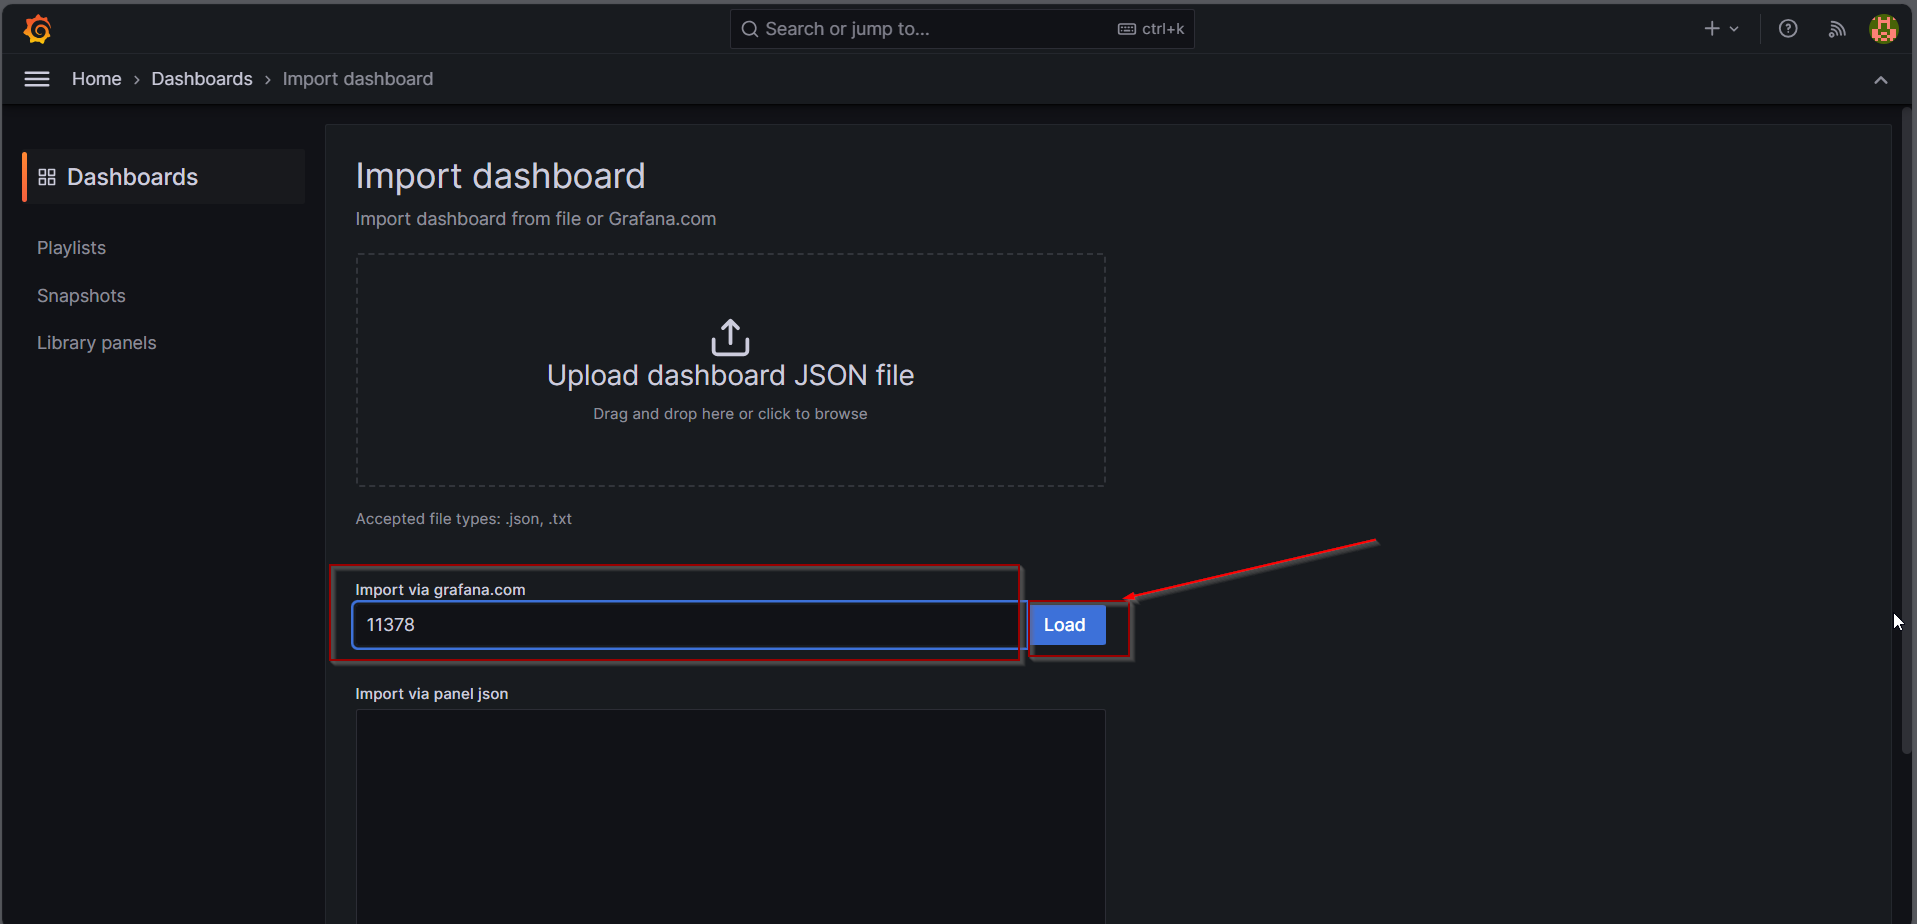 Search or jump to...
ctrl+k
Home › Dashboards › Import dashboard
Dashboards
Playlists
Snapshots
Library panels
Import dashboard
Import dashboard from file or Grafana.com
Upload dashboard JSON file
Drag and drop here or click to browse
Accepted file types: .json, .txt
Import via grafana.com
11378
Load
Import via panel json